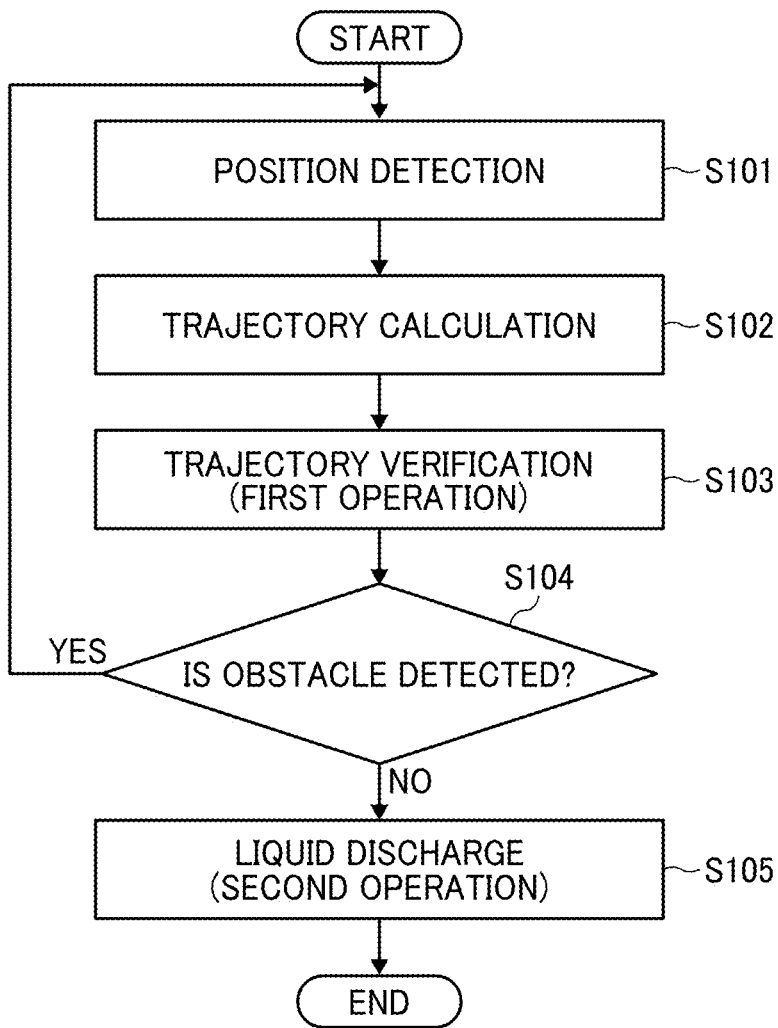 START
POSITION DETECTION
S101
TRAJECTORY CALCULATION
S102
TRAJECTORY VERIFICATION
(FIRST OPERATION)
S103
S104
YES
IS OBSTACLE DETECTED?
NO
LIQUID DISCHARGE
(SECOND OPERATION)
S105
END